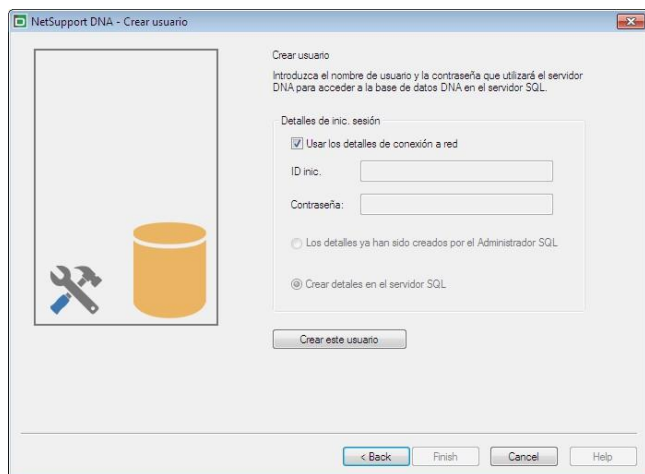 NetSupport DNA - Crear usuario
Crear usuario
Introduzca el nombre de usuario y la contraseña que utilizará el servidor
DNA para acceder a la base de datos DNA en el servidor SQL.
Detalles de inic. sesión
Usar los detalles de conexión a red
ID inic.
Contraseña:
Los detalles ya han sido creados por el Administrador SQL
Crear detales en el servidor SQL
Crear este usuario
< Back
Finish
Cancel
Help